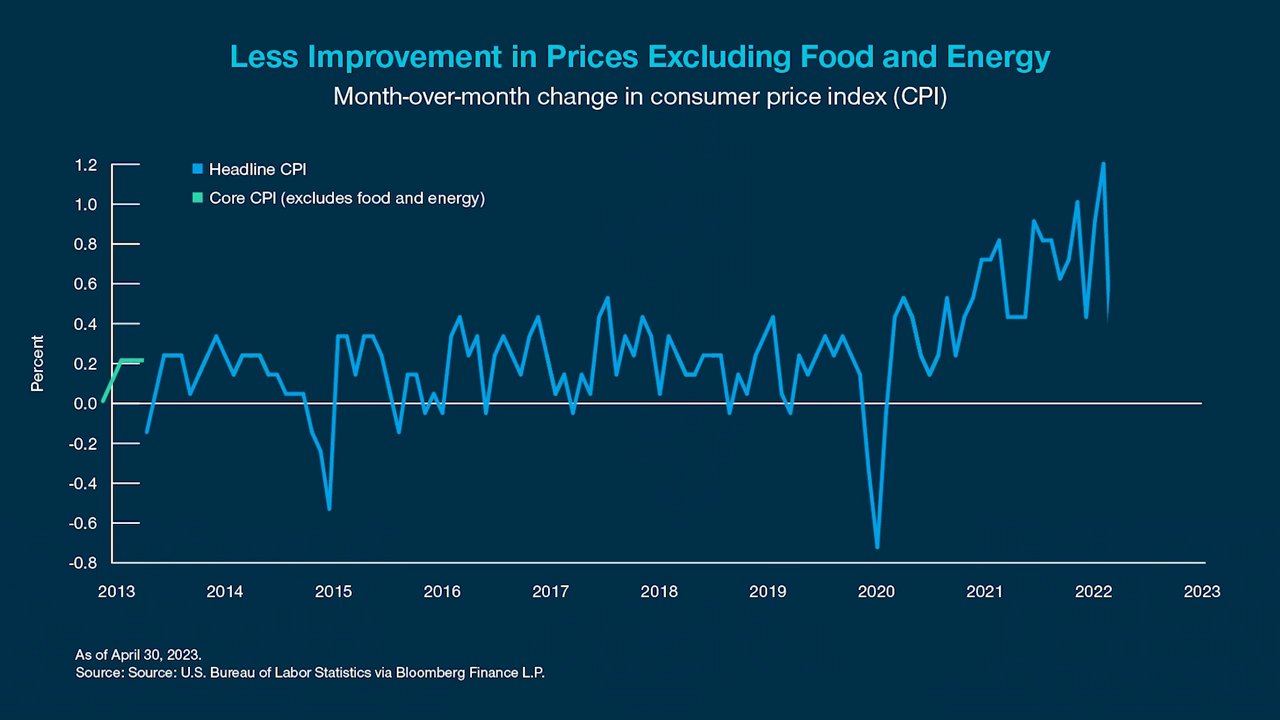 Less Improvement in Prices Excluding Food and Energy
Month-over-month change in consumer price index (CPI)
Headline CPI
Core CPI (excludes food and energy)
Percent
1.2
1.0
0.8
0.6
0.4
0.2
0.0
-0.2
-0.4
-0.6
-0.8
2013 2014 2015 2016 2017 2018 2019 2020 2021 2022 2023
As of April 30, 2023.
Source: Source: U.S. Bureau of Labor Statistics via Bloomberg Finance L.P.